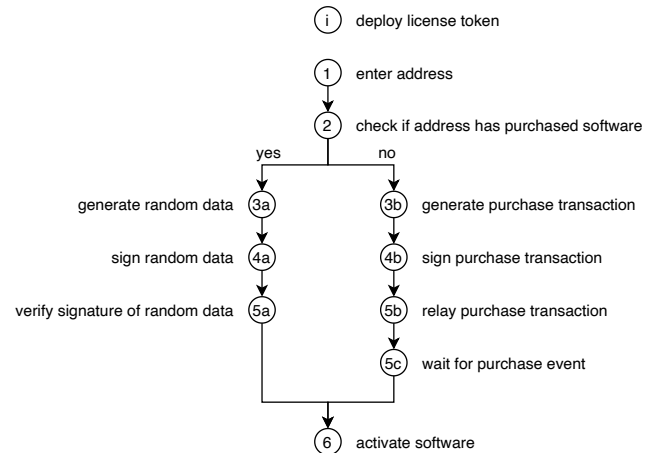 i deploy license token
1 enter address
2 check if address has purchased software
yes no
generate random data 3a 3b generate purchase transaction
sign random data 4a 4b sign purchase transaction
verify signature of random data 5a 5b relay purchase transaction
5c wait for purchase event
6 activate software